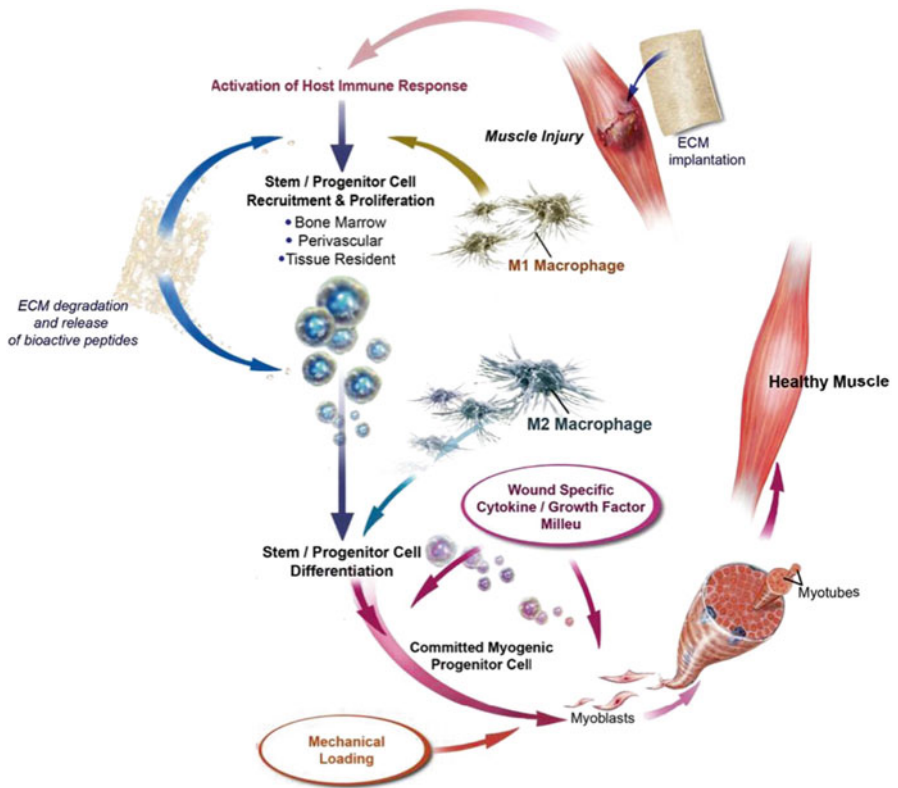 Activation of Host Immune Response
Muscle Injury
ECM
implantation
Stem / Progenitor Cell
Recruitment & Proliferation
• Bone Marrow
• Perivascular
• Tissue Resident
M1 Macrophage
ECM degradation
and release
of bioactive peptides
Healthy Muscle
M2 Macrophage
Wound Specific
Cytokine / Growth Factor
Milleu
Stem / Progenitor Cell
Differentiation
Myotubes
Committed Myogenic
Progenitor Cell
Myoblasts
Mechanical
Loading